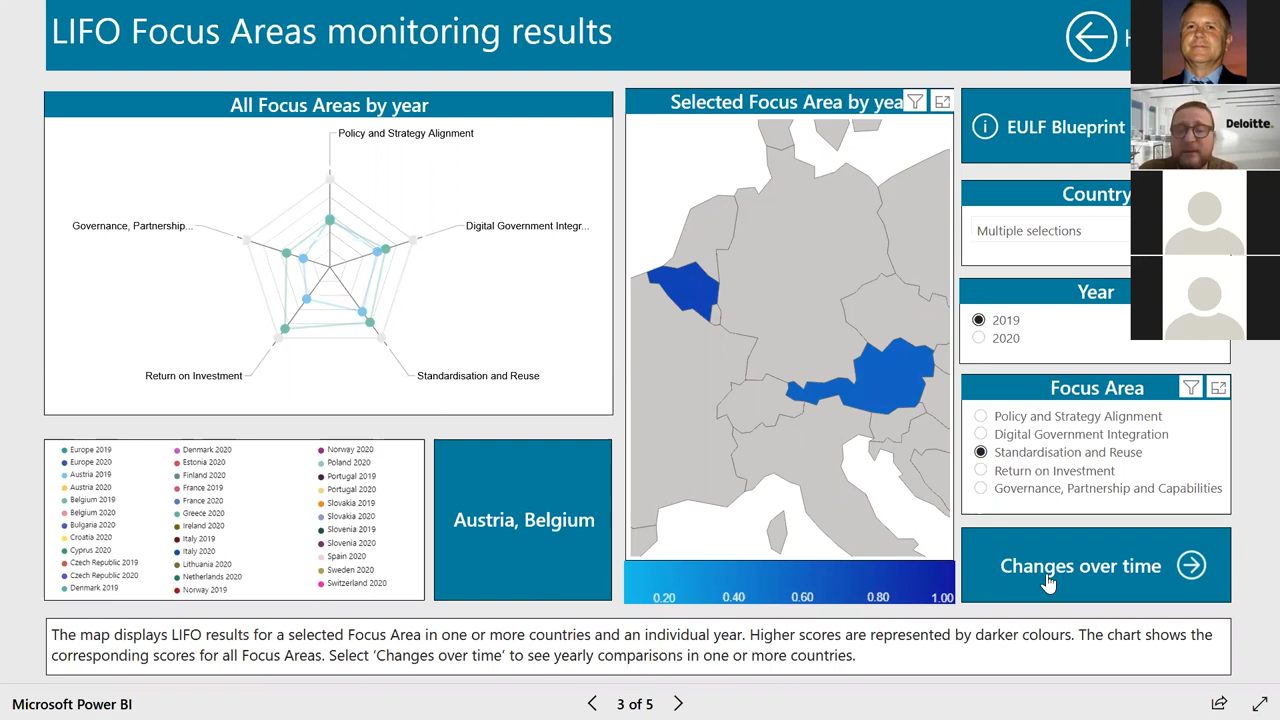 LIFO Focus Areas monitoring results
H
Deloitte.
All Focus Areas by year
Policy and Strategy Alignment
Governance, Partnership...
Digital Government Integr...
Return on Investment
Standardisation and Reuse
Europe 2019
Europe 2020
Austria 2019
Austria 2020
Belgium 2019
Belgium 2020
Bulgaria 2020
Croatia 2020
Cyprus 2020
Czech Republic 2019
Czech Republic 2020
Denmark 2019
Denmark 2020
Estonia 2020
Finland 2020
France 2019
France 2020
Greece 2020
Ireland 2020
Italy 2019
Italy 2020
Lithuania 2020
Netherlands 2020
Norway 2019
Norway 2020
Poland 2020
Portugal 2019
Portugal 2020
Slovakia 2019
Slovakia 2020
Slovenia 2019
Slovenia 2020
Spain 2020
Sweden 2020
Switzerland 2020
Austria, Belgium
Selected Focus Area by yea
0.20 0.40 0.60 0.80 1.00
EULF Blueprint
Country
Multiple selections
Year
2019
2020
Focus Area
Policy and Strategy Alignment
Digital Government Integration
Standardisation and Reuse
Return on Investment
Governance, Partnership and Capabilities
Changes over time
The map displays LIFO results for a selected Focus Area in one or more countries and an individual year. Higher scores are represented by darker colours. The chart shows the
corresponding scores for all Focus Areas. Select ‘Changes over time’ to see yearly comparisons in one or more countries.
Microsoft Power BI
3 of 5